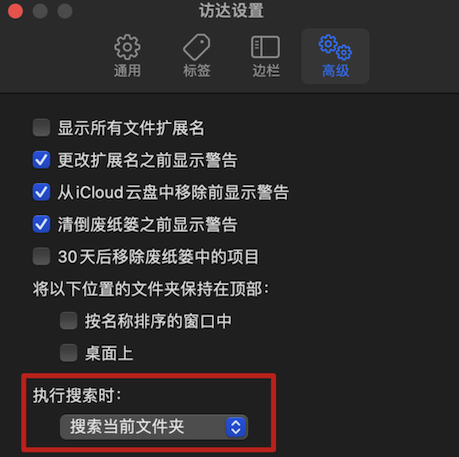 访达设置
通用 标签 边栏 高级
显示所有文件扩展名
更改扩展名之前显示警告
从iCloud云盘中移除前显示警告
清倒废纸篓之前显示警告
30天后移除废纸篓中的项目
将以下位置的文件夹保持在顶部：
按名称排序的窗口中
桌面上
执行搜索时：
搜索当前文件夹